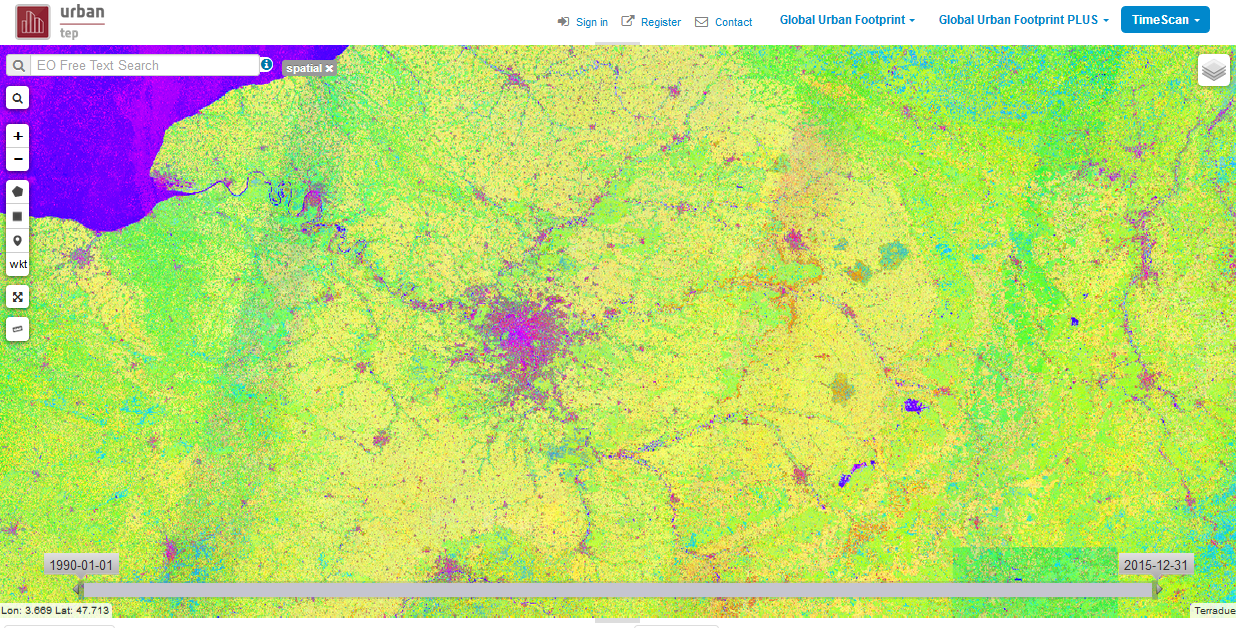 urban
tep
Sign in Register Contact Global Urban Footprint Global Urban Footprint PLUS TimeScan
EO Free Text Search
spatial ×
+
−
wkt
1990-01-01
2015-12-31
Lon: 3.669 Lat: 47.713
Terradue